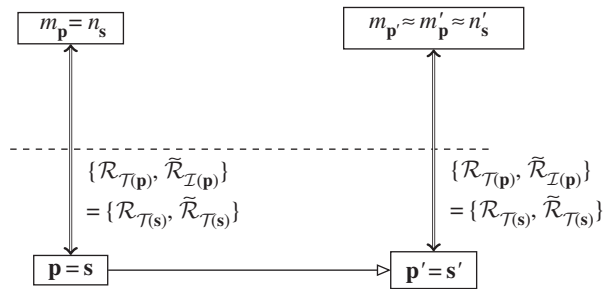 m_p = n_s
m_p′ ≈ m′_p ≈ n′_s
{ℛ_𝒯(p), ℛ̃_ℐ(p)}
= {ℛ_𝒯(s), ℛ̃_𝒯(s)}
{ℛ_𝒯(p), ℛ̃_ℐ(p)}
= {ℛ_𝒯(s), ℛ̃_𝒯(s)}
p = s
p′ = s′